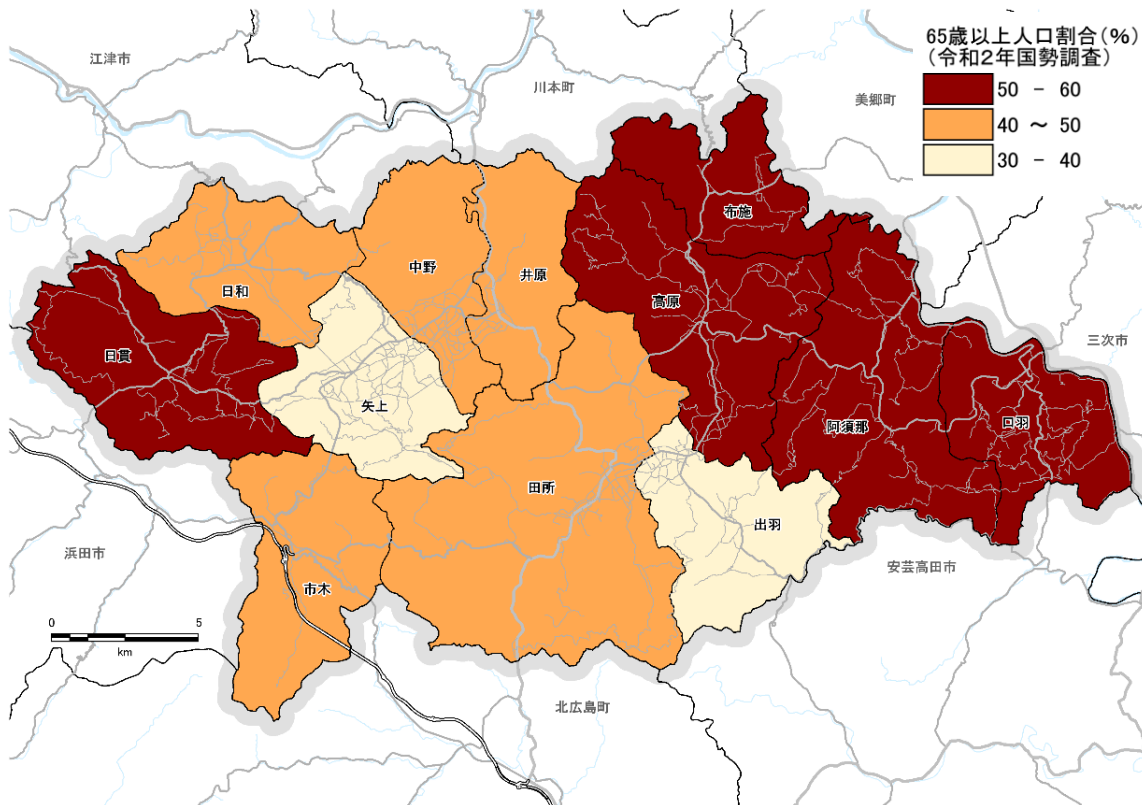 65歳以上人口割合(%)
(令和2年国勢調査)
50 - 60
40 ~ 50
30 - 40
江津市
川本町
美郷町
布施
中野
井原
日和
高原
三次市
日貫
矢上
阿須那
口羽
田所
出羽
浜田市
安芸高田市
市木
0 5
km
北広島町